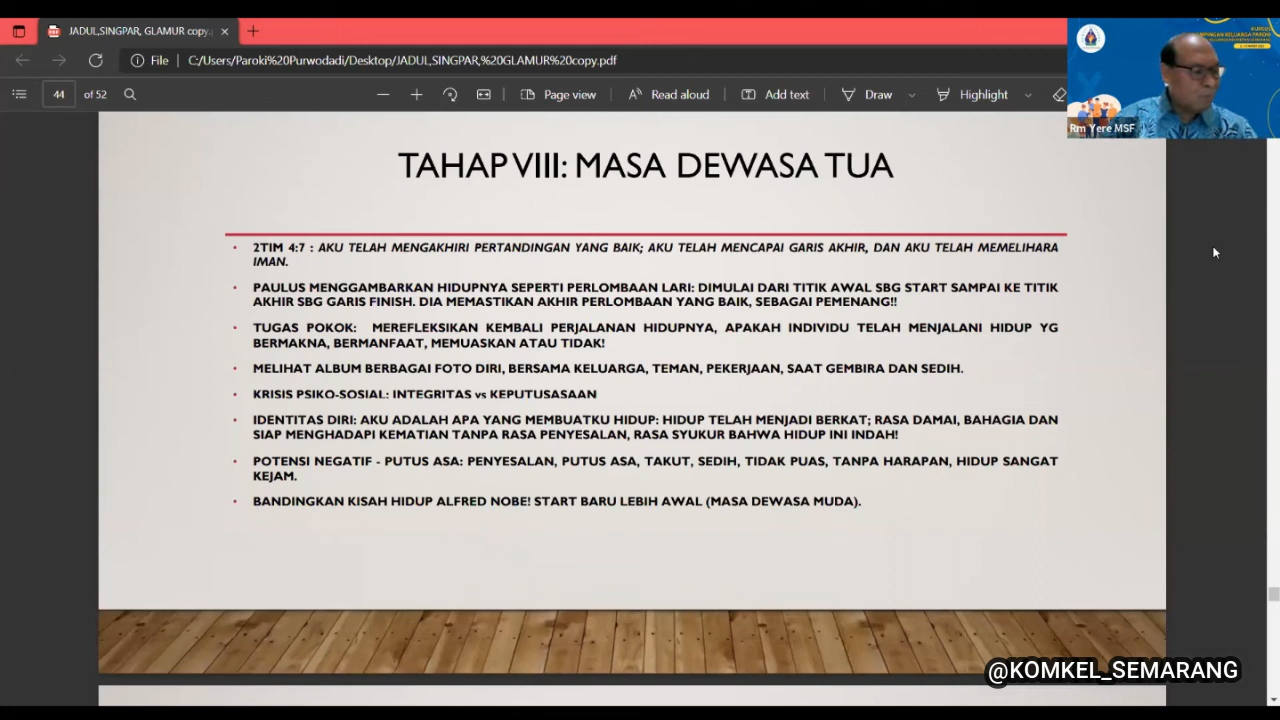 JADUL,SINGPAR, GLAMUR copy.
File
C:/Users/Paroki%20Purwodadi/Desktop/JADUL,SINGPAR,%20GLAMUR%20copy.pdf
44 of 52
Page view
Read aloud
Add text
Draw
Highlight
Rm Yere MSF
TAHAP VIII: MASA DEWASA TUA
• 2TIM 4:7 : AKU TELAH MENGAKHIRI PERTANDINGAN YANG BAIK; AKU TELAH MENCAPAI GARIS AKHIR, DAN AKU TELAH MEMELIHARA
IMAN.
• PAULUS MENGGAMBARKAN HIDUPNYA SEPERTI PERLOMBAAN LARI: DIMULAI DARI TITIK AWAL SBG START SAMPAI KE TITIK
AKHIR SBG GARIS FINISH. DIA MEMASTIKAN AKHIR PERLOMBAAN YANG BAIK, SEBAGAI PEMENANG!!
• TUGAS POKOK: MEREFLEKSIKAN KEMBALI PERJALANAN HIDUPNYA, APAKAH INDIVIDU TELAH MENJALANI HIDUP YG
BERMAKNA, BERMANFAAT, MEMUASKAN ATAU TIDAK!
• MELIHAT ALBUM BERBAGAI FOTO DIRI, BERSAMA KELUARGA, TEMAN, PEKERJAAN, SAAT GEMBIRA DAN SEDIH.
• KRISIS PSIKO-SOSIAL: INTEGRITAS vs KEPUTUSASAAN
• IDENTITAS DIRI: AKU ADALAH APA YANG MEMBUATKU HIDUP: HIDUP TELAH MENJADI BERKAT; RASA DAMAI, BAHAGIA DAN
SIAP MENGHADAPI KEMATIAN TANPA RASA PENYESALAN, RASA SYUKUR BAHWA HIDUP INI INDAH!
• POTENSI NEGATIF - PUTUS ASA: PENYESALAN, PUTUS ASA, TAKUT, SEDIH, TIDAK PUAS, TANPA HARAPAN, HIDUP SANGAT
KEJAM.
• BANDINGKAN KISAH HIDUP ALFRED NOBE! START BARU LEBIH AWAL (MASA DEWASA MUDA).
@KOMKEL_SEMARANG